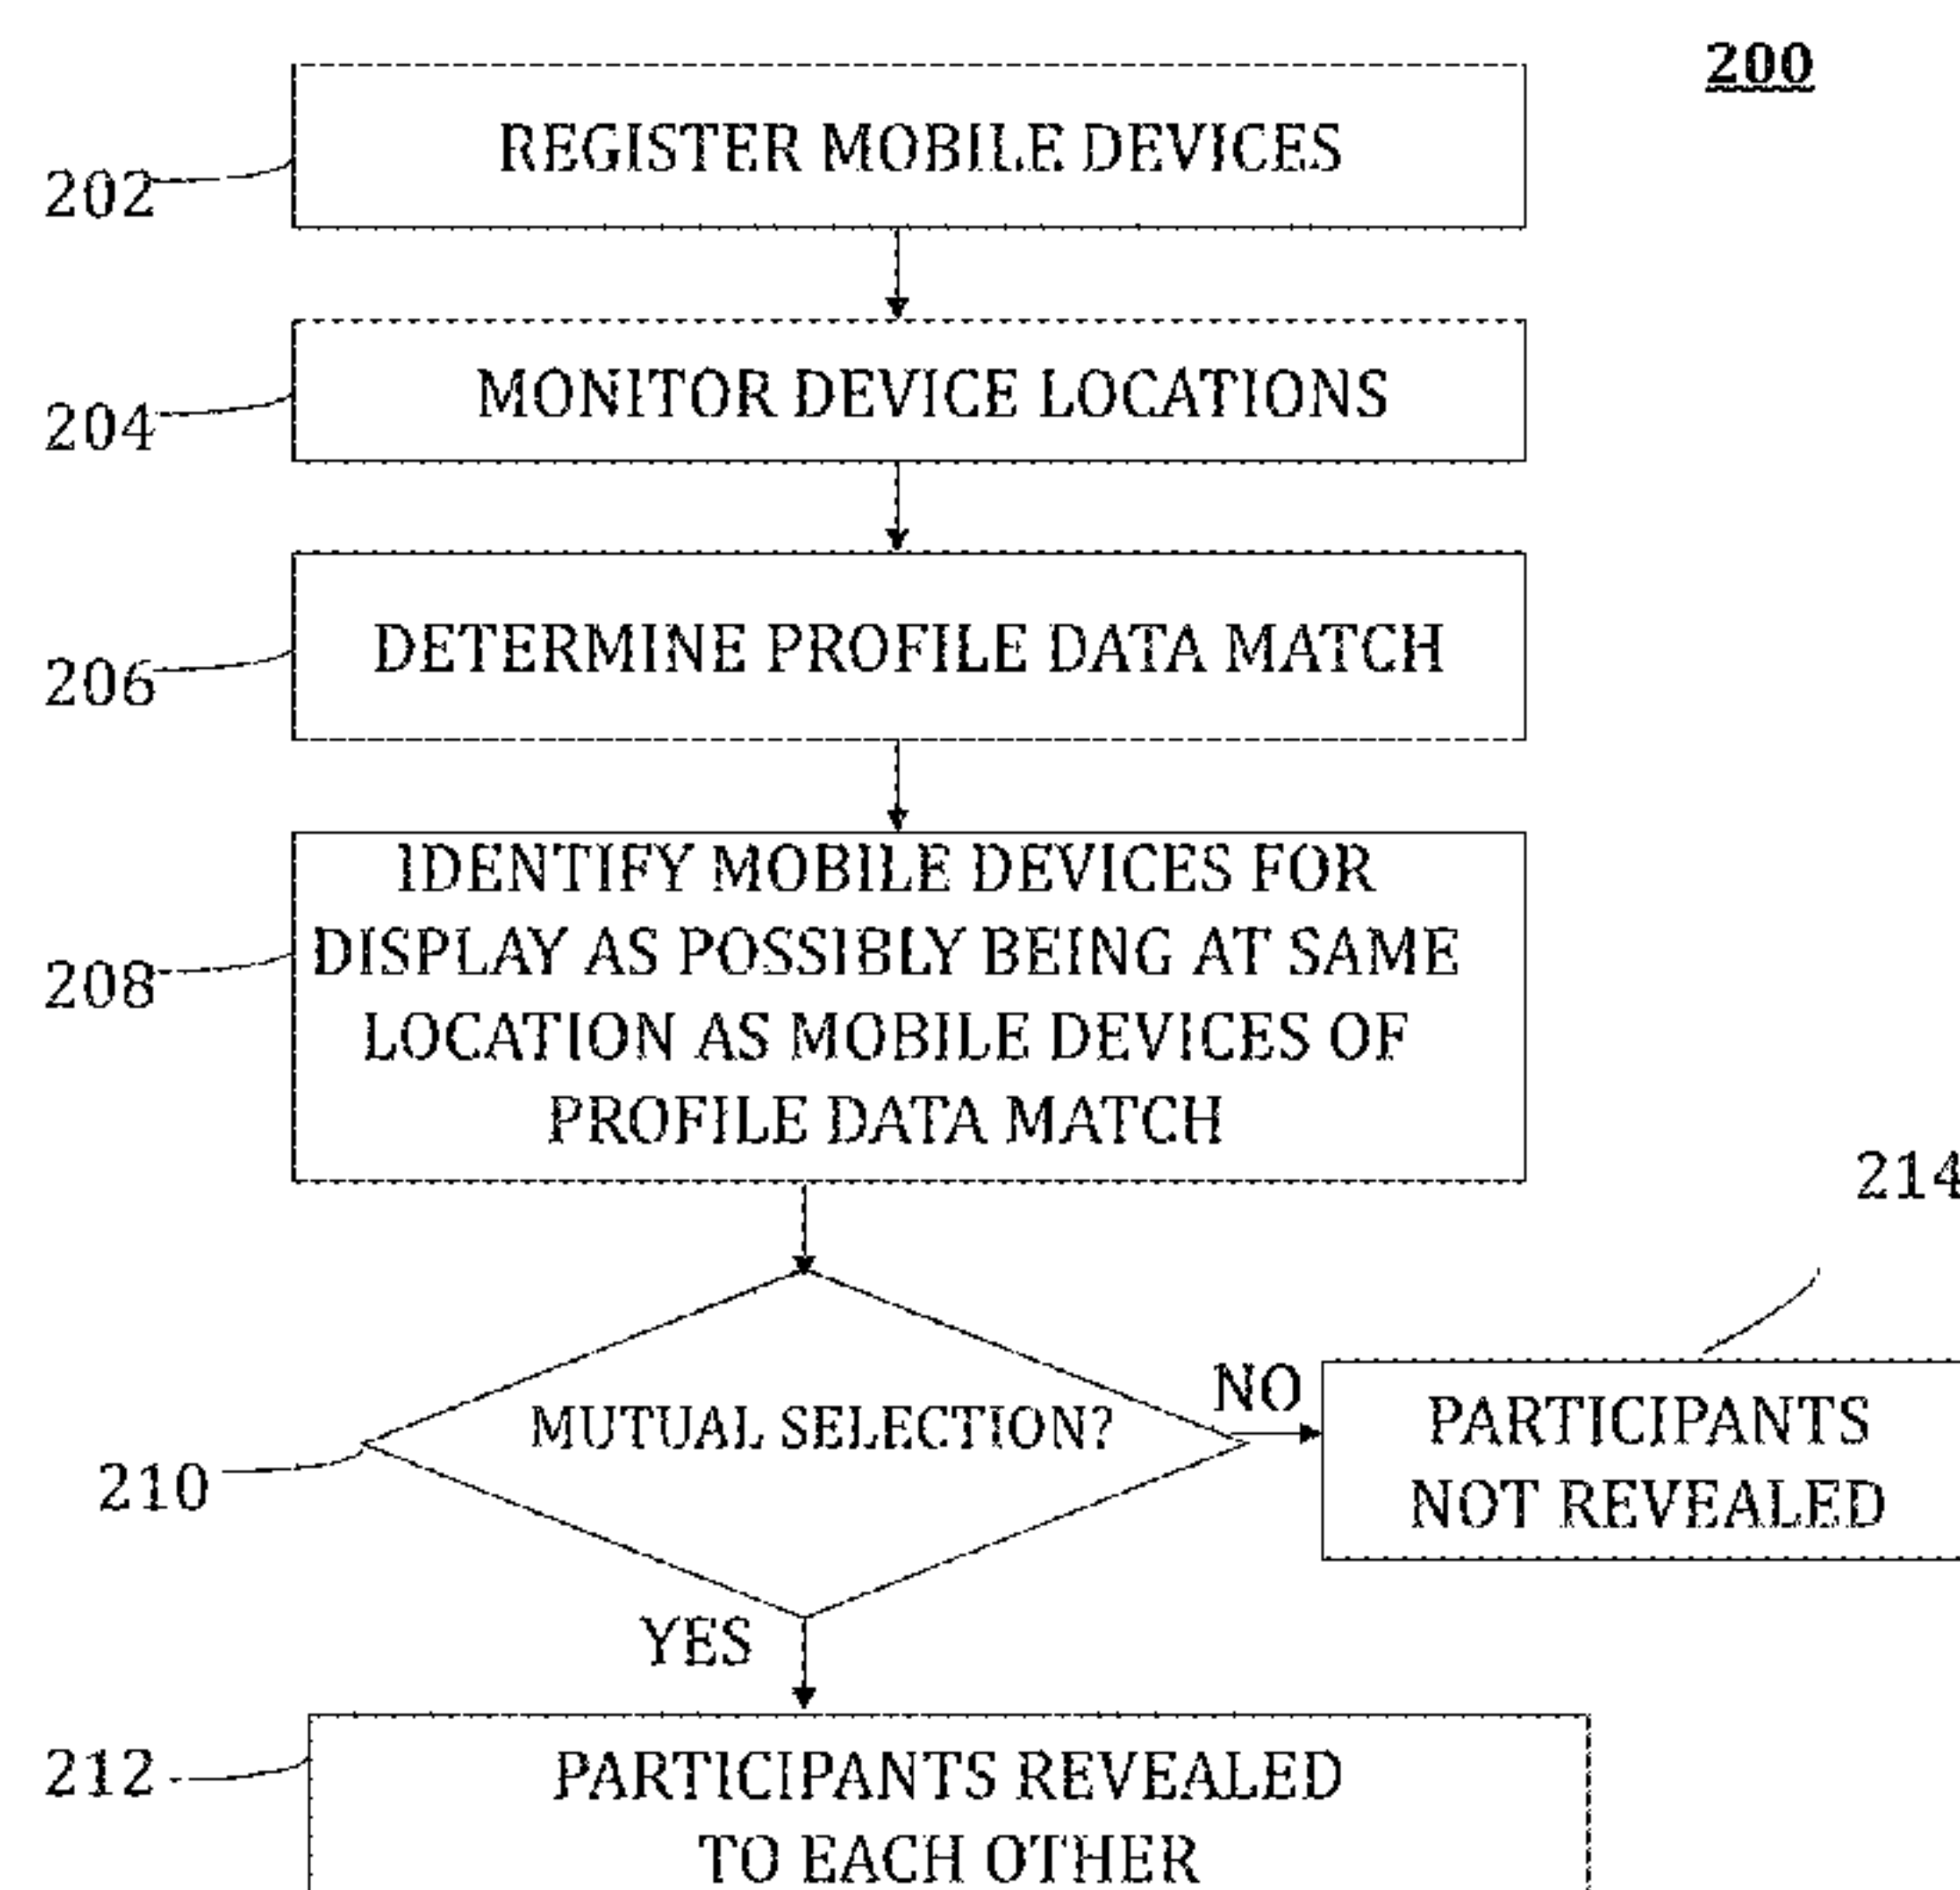 200
REGISTER MOBILE DEVICES
202
MONITOR DEVICE LOCATIONS
204
DETERMINE PROFILE DATA MATCH
206
IDENTIFY MOBILE DEVICES FOR
DISPLAY AS POSSIBLY BEING AT SAME
LOCATION AS MOBILE DEVICES OF
PROFILE DATA MATCH
208
214
MUTUAL SELECTION?
NO
PARTICIPANTS
NOT REVEALED
210
YES
212
PARTICIPANTS REVEALED
TO EACH OTHER